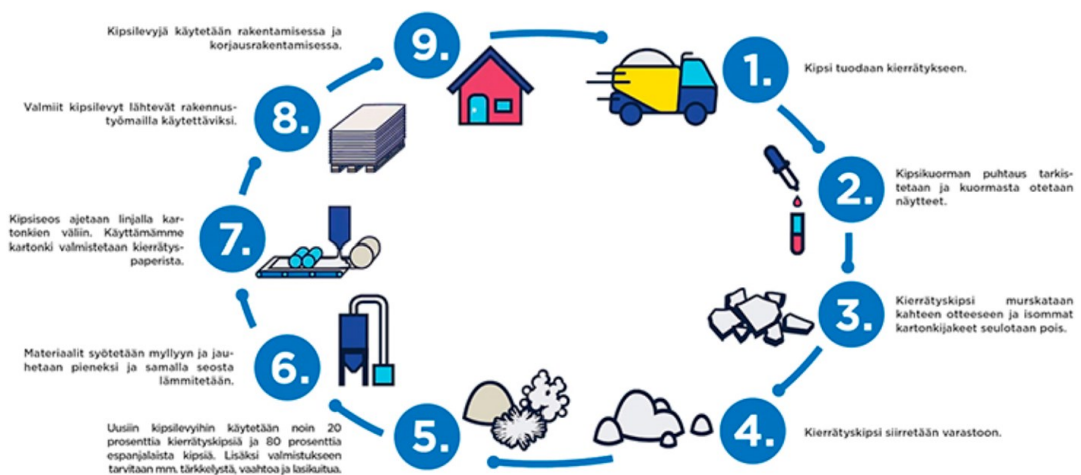 1.
Kipsi tuodaan kierrätykseen.
2.
Kipsikuorman puhtaus tarkis-
tetaan ja kuormasta otetaan
näytteet.
3.
Kierrätyskipsi murskataan
kahteen otteeseen ja isommat
kartonkijakeet seulotaan pois.
4.
Kierrätyskipsi siirretään varastoon.
5.
Uusiin kipsilevyihin käytetään noin 20
prosenttia kierrätyskipsiä ja 80 prosenttia
espanjalaista kipsiä. Lisäksi valmistukseen
tarvitaan mm. tärkkelystä, vaahtoa ja lasikuitua.
6.
Materiaalit syötetään myllyyn ja jau-
hetaan pieneksi ja samalla seosta
lämmitetään.
7.
Kipsiseos ajetaan linjalla kar-
tonkien väliin. Käyttämämme
kartonki valmistetaan kierrätys-
paperista.
8.
Valmiit kipsilevyt lähtevät rakennus-
työmailla käytettäviksi.
9.
Kipsilevyjä käytetään rakentamisessa ja
korjausrakentamisessa.